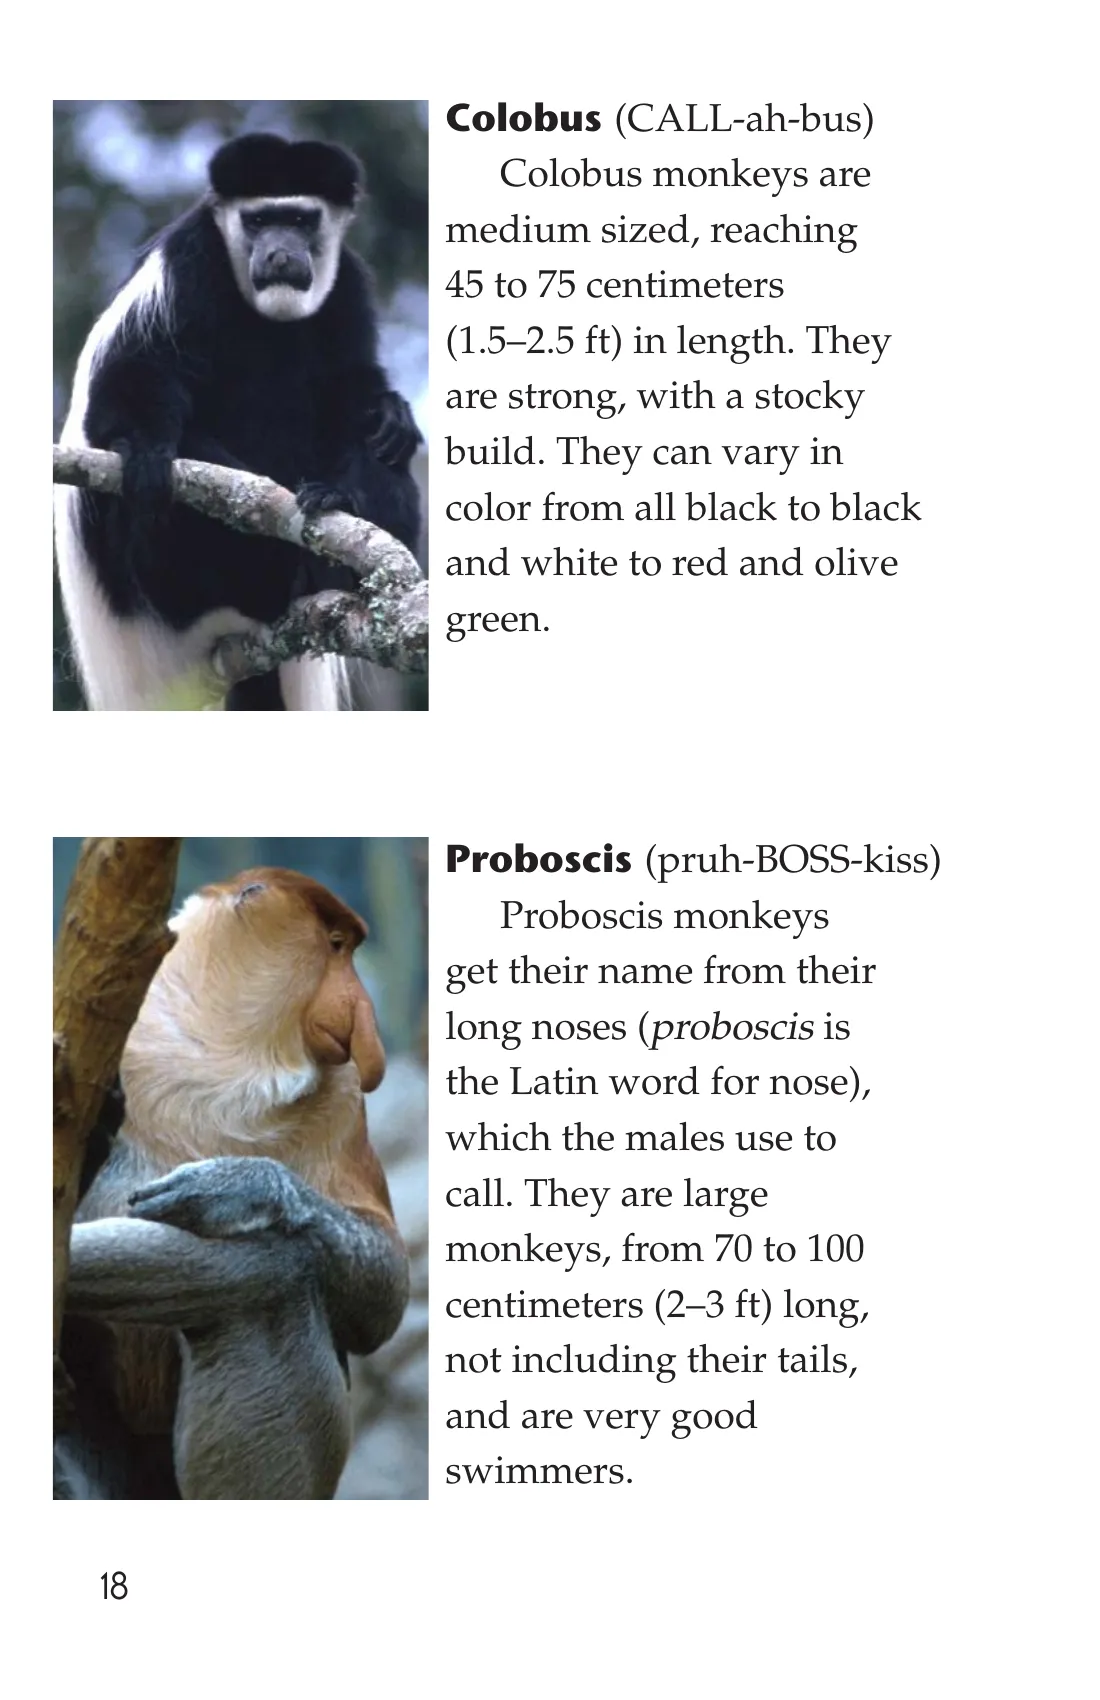 Colobus (CALL-ah-bus)
Colobus monkeys are
medium sized, reaching
45 to 75 centimeters
(1.5–2.5 ft) in length. They
are strong, with a stocky
build. They can vary in
color from all black to black
and white to red and olive
green.
Proboscis (pruh-BOSS-kiss)
Proboscis monkeys
get their name from their
long noses (proboscis is
the Latin word for nose),
which the males use to
call. They are large
monkeys, from 70 to 100
centimeters (2–3 ft) long,
not including their tails,
and are very good
swimmers.
18